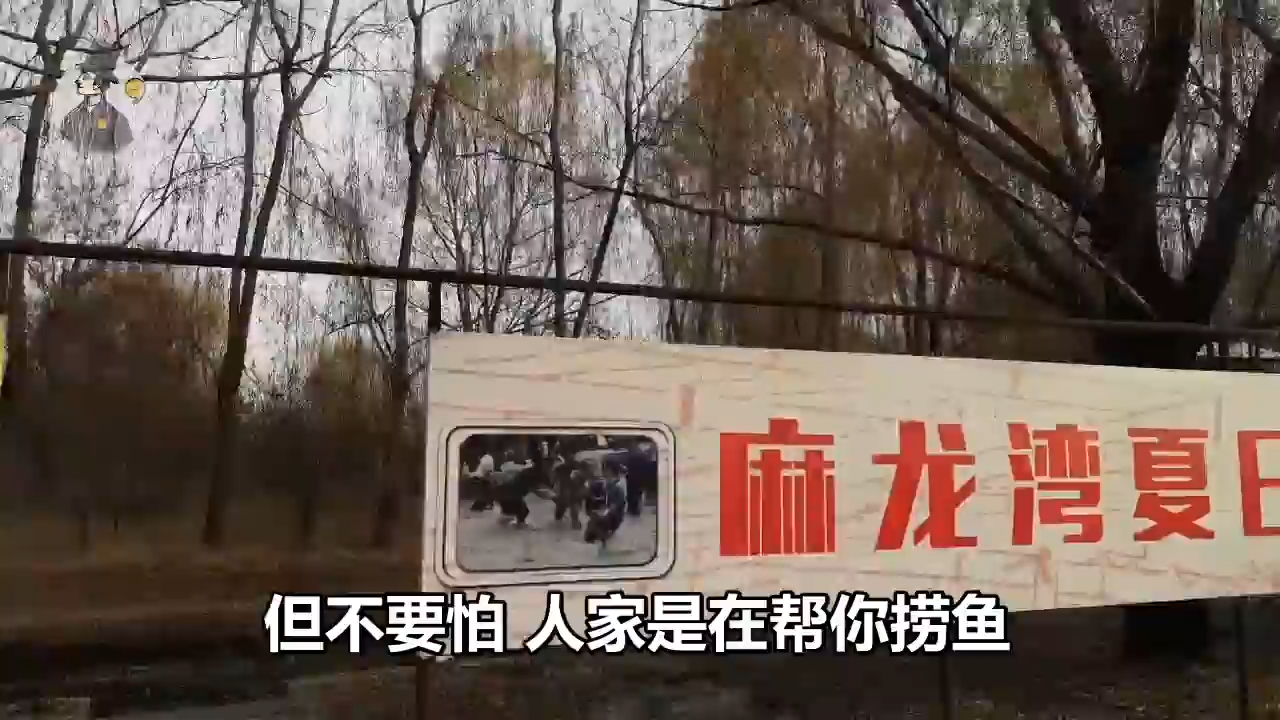 麻龙湾夏日
但不要怕 人家是在帮你捞鱼